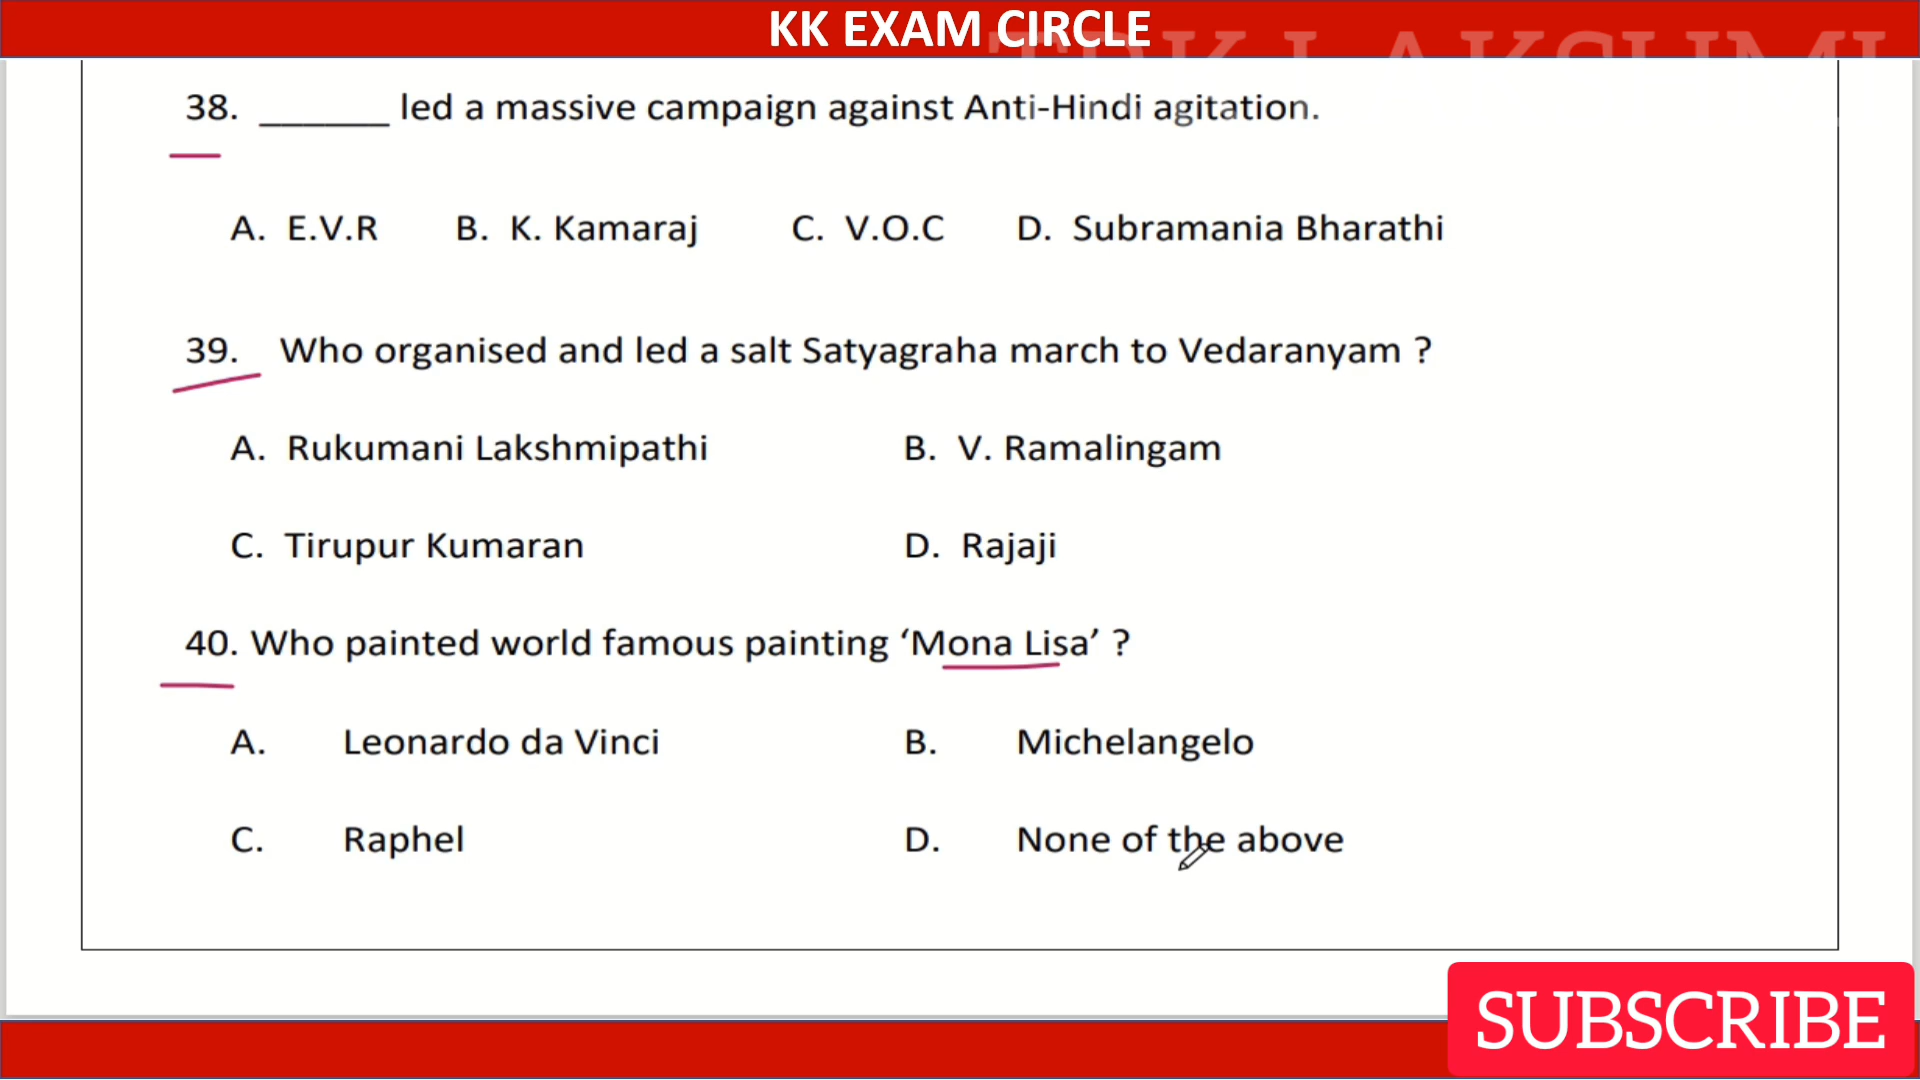 KK EXAM CIRCLE
38. ______ led a massive campaign against Anti-Hindi agitation.
A. E.V.R B. K. Kamaraj C. V.O.C D. Subramania Bharathi
39. Who organised and led a salt Satyagraha march to Vedaranyam ?
A. Rukumani Lakshmipathi B. V. Ramalingam
C. Tirupur Kumaran D. Rajaji
40. Who painted world famous painting ‘Mona Lisa’ ?
A. Leonardo da Vinci B. Michelangelo
C. Raphel D. None of the above
SUBSCRIBE